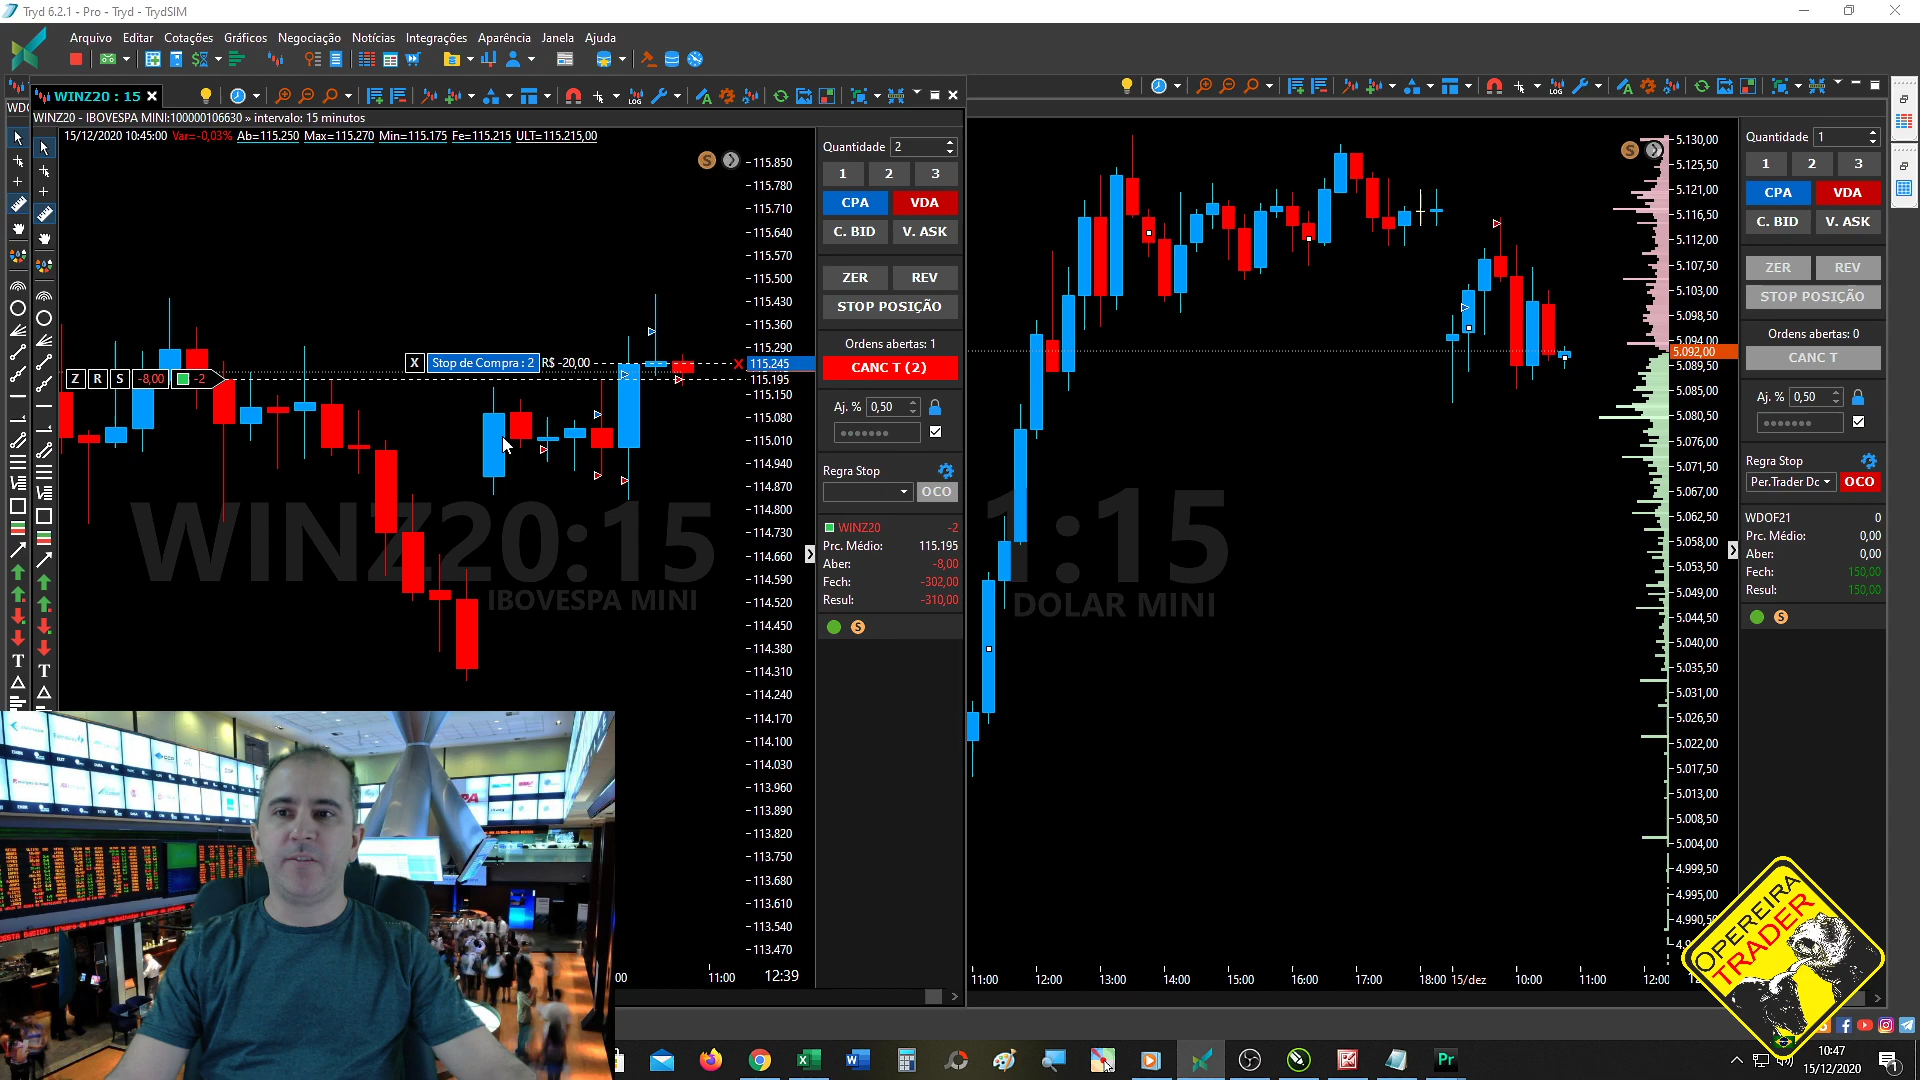 Tryd 6.2.1 - Pro - Tryd - TrydSIM
Arquivo Editar Cotações Gráficos Negociação Notícias Integrações Aparência Janela Ajuda
WINZ20 : 15
WINZ20 - IBOVESPA MINI:100000106630 » intervalo: 15 minutos
15/12/2020 10:45:00 Var=-0,03% Ab=115.250 Max=115.270 Min=115.175 Fe=115.215 ULT=115.215,00
X Stop de Compra : 2 R$ -20,00
Z R S -8,00 -2
WINZ20:15
IBOVESPA MINI
115.850
115.780
115.710
115.640
115.570
115.500
115.430
115.360
115.290
115.245
115.195
115.150
115.080
115.010
114.940
114.870
114.800
114.730
114.660
114.590
114.520
114.450
114.380
114.310
114.240
114.170
114.100
114.030
113.960
113.890
113.820
113.750
113.680
113.610
113.540
113.470
11:00 12:39
Quantidade 2
1 2 3
CPA VDA
C. BID V. ASK
ZER REV
STOP POSIÇÃO
Ordens abertas: 1
CANC T (2)
Aj. % 0,50
Regra Stop
OCO
WINZ20 -2
Prc. Médio: 115.195
Aber: -8,00
Fech: -302,00
Resul: -310,00
S
1:15
DOLAR MINI
5.130,00
5.125,50
5.121,00
5.116,50
5.112,00
5.107,50
5.103,00
5.098,50
5.094,00
5.092,00
5.089,50
5.085,00
5.080,50
5.076,00
5.071,50
5.067,00
5.062,50
5.058,00
5.053,50
5.049,00
5.044,50
5.040,00
5.035,50
5.031,00
5.026,50
5.022,00
5.017,50
5.013,00
5.008,50
5.004,00
4.999,50
4.995,00
4.990,50
11:00 12:00 13:00 14:00 15:00 16:00 17:00 18:00 15/dez 10:00 11:00 12:00
Quantidade 1
1 2 3
CPA VDA
C. BID V. ASK
ZER REV
STOP POSIÇÃO
Ordens abertas: 0
CANC T
Aj. % 0,50
Regra Stop
Per.Trader Dc OCO
WDOF21 0
Prc. Médio: 0,00
Aber: 0,00
Fech: 150,00
Resul: 150,00
S
OPEREIRA
TRADER
10:47
15/12/2020